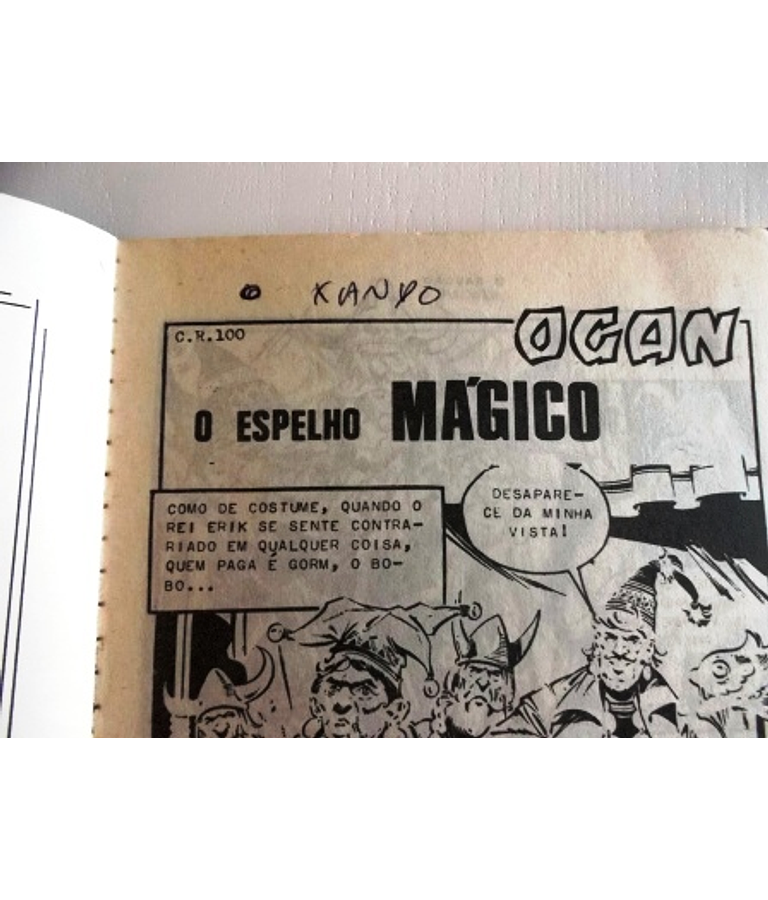 O XANYO
OGAN
C.R.100
O ESPELHO MÁGICO
COMO DE COSTUME, QUANDO O
REI ERIK SE SENTE CONTRA-
RIADO EM QUALQUER COISA,
QUEM PAGA É GORM, O BO-
BO...
DESAPARE-
CE DA MINHA
VISTA!